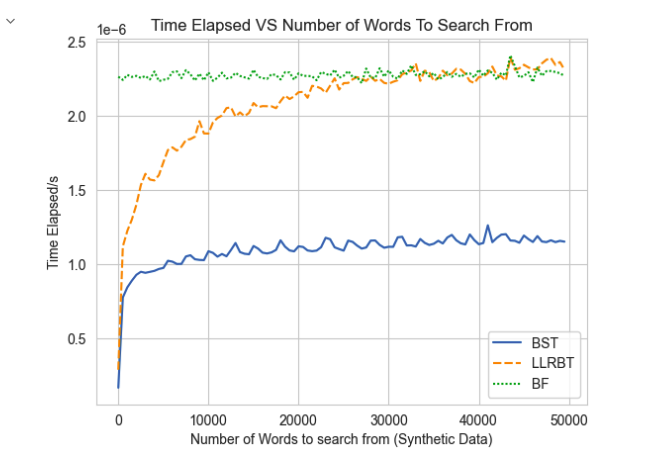 Time Elapsed VS Number of Words To Search From
1e−6
2.5
2.0
1.5
1.0
0.5
Time Elapsed/s
0
10000
20000
30000
40000
50000
Number of Words to search from (Synthetic Data)
BST
LLRBT
BF